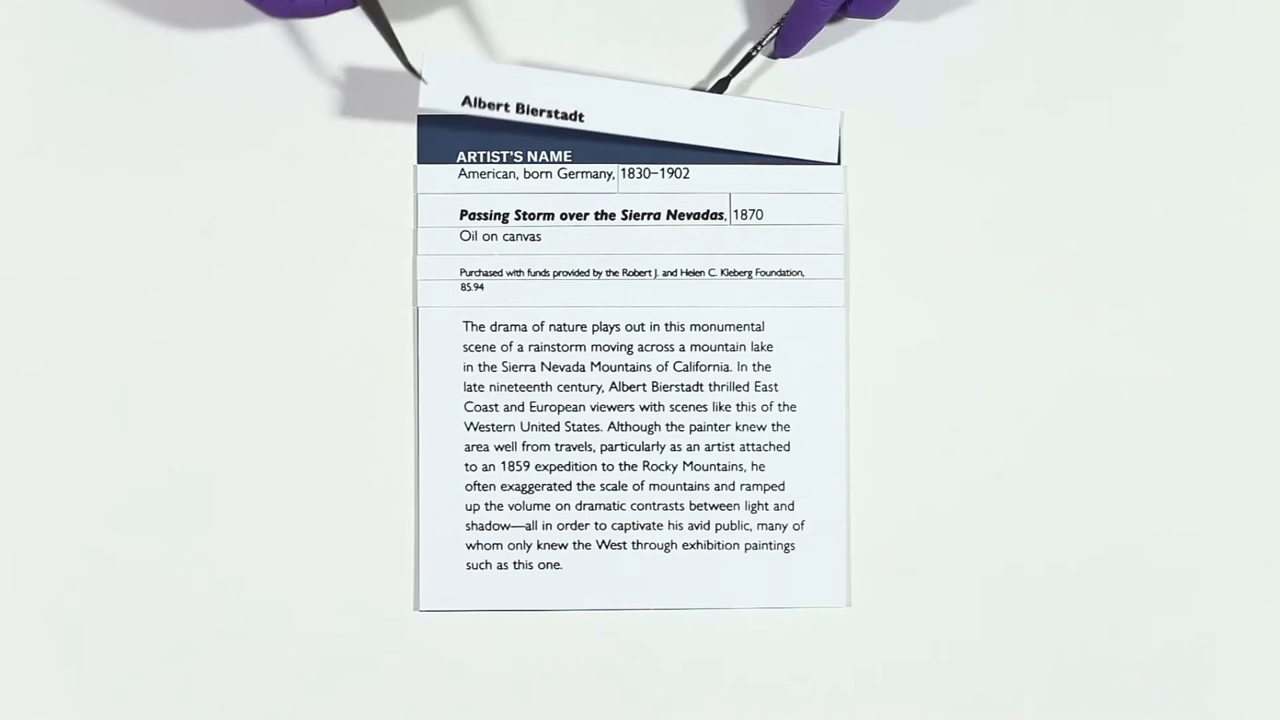 Albert Bierstadt
ARTIST'S NAME
American, born Germany, 1830–1902
Passing Storm over the Sierra Nevadas, 1870
Oil on canvas
Purchased with funds provided by the Robert J. and Helen C. Kleberg Foundation,
85.94
The drama of nature plays out in this monumental
scene of a rainstorm moving across a mountain lake
in the Sierra Nevada Mountains of California. In the
late nineteenth century, Albert Bierstadt thrilled East
Coast and European viewers with scenes like this of the
Western United States. Although the painter knew the
area well from travels, particularly as an artist attached
to an 1859 expedition to the Rocky Mountains, he
often exaggerated the scale of mountains and ramped
up the volume on dramatic contrasts between light and
shadow—all in order to captivate his avid public, many of
whom only knew the West through exhibition paintings
such as this one.